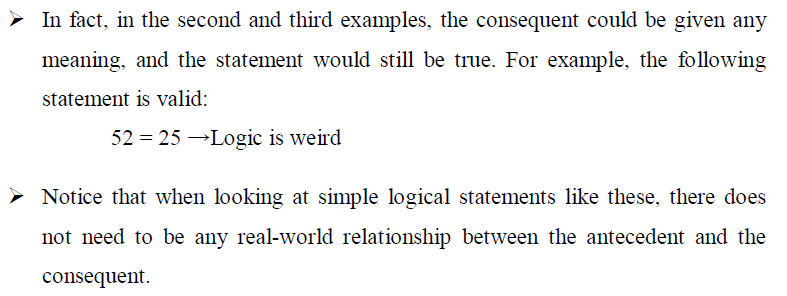 ➢ In fact, in the second and third examples, the consequent could be given any
meaning, and the statement would still be true. For example, the following
statement is valid:
52 = 25 →Logic is weird
➢ Notice that when looking at simple logical statements like these, there does
not need to be any real-world relationship between the antecedent and the
consequent.